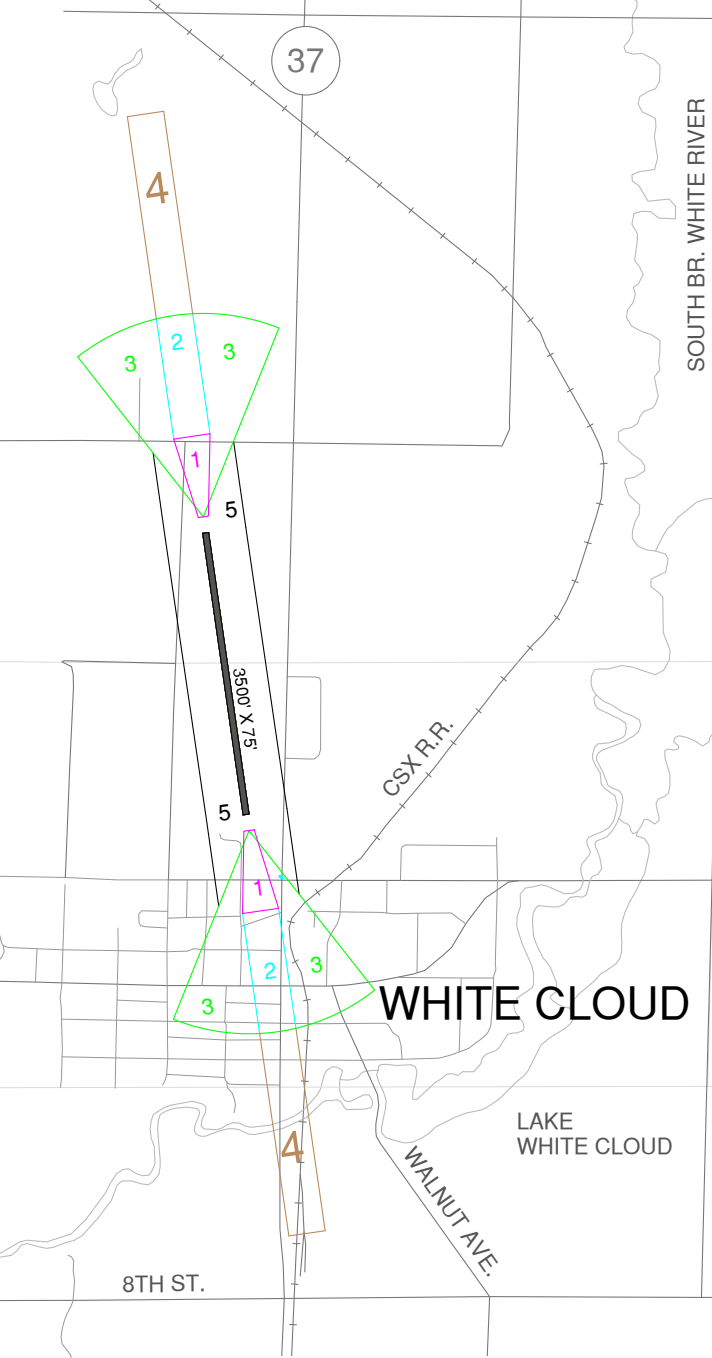 37
SOUTH BR. WHITE RIVER
4
2
3
3
1
5
3500' X 75'
CSX R.R.
5
1
3
2
3
WHITE CLOUD
LAKE
WHITE CLOUD
4
WALNUT AVE.
8TH ST.